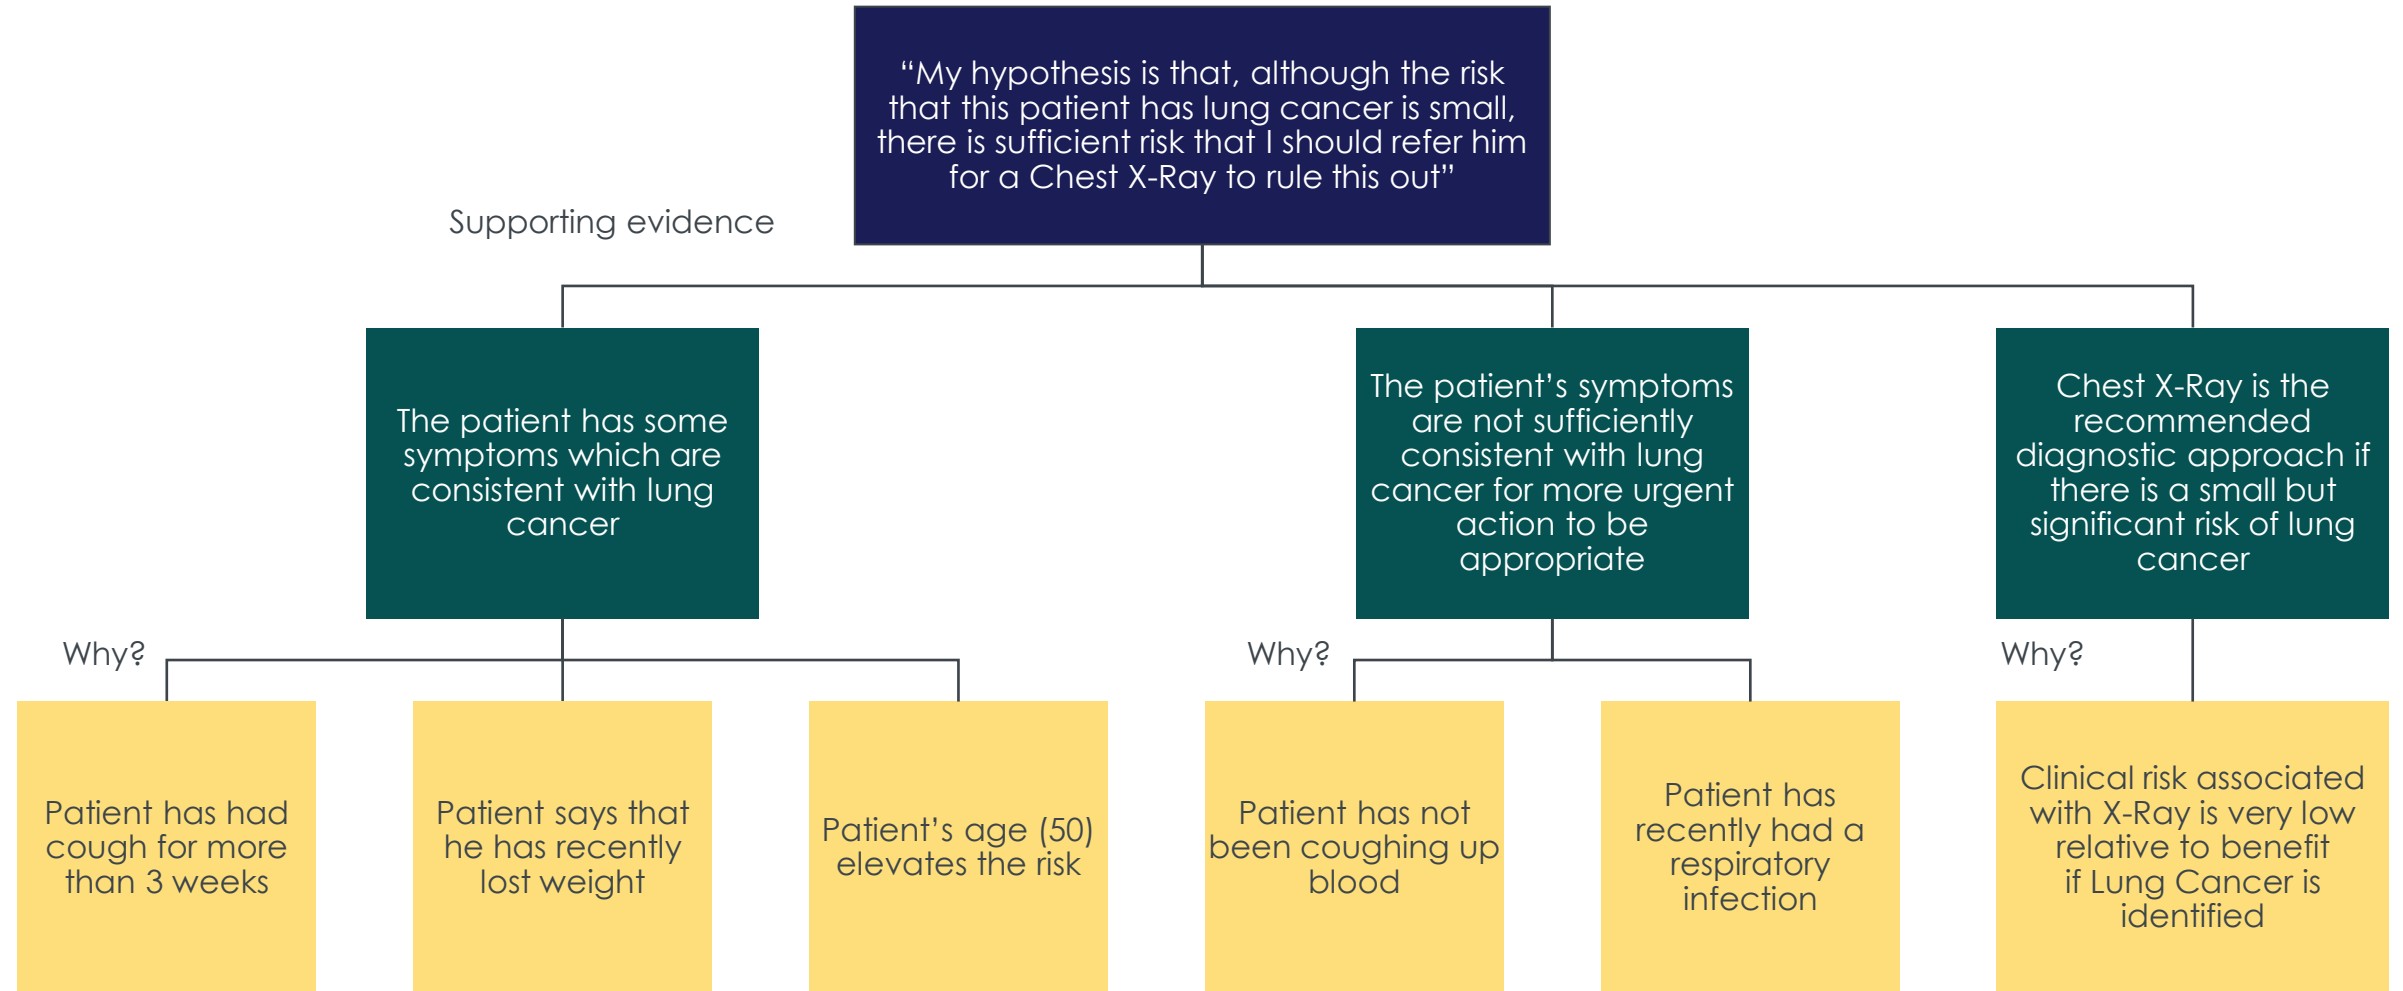 “My hypothesis is that, although the risk
that this patient has lung cancer is small,
there is sufficient risk that I should refer him
for a Chest X-Ray to rule this out”
Supporting evidence
The patient has some
symptoms which are
consistent with lung
cancer
The patient’s symptoms
are not sufficiently
consistent with lung
cancer for more urgent
action to be
appropriate
Chest X-Ray is the
recommended
diagnostic approach if
there is a small but
significant risk of lung
cancer
Why?
Why?
Why?
Patient has had
cough for more
than 3 weeks
Patient says that
he has recently
lost weight
Patient’s age (50)
elevates the risk
Patient has not
been coughing up
blood
Patient has
recently had a
respiratory
infection
Clinical risk associated
with X-Ray is very low
relative to benefit
if Lung Cancer is
identified